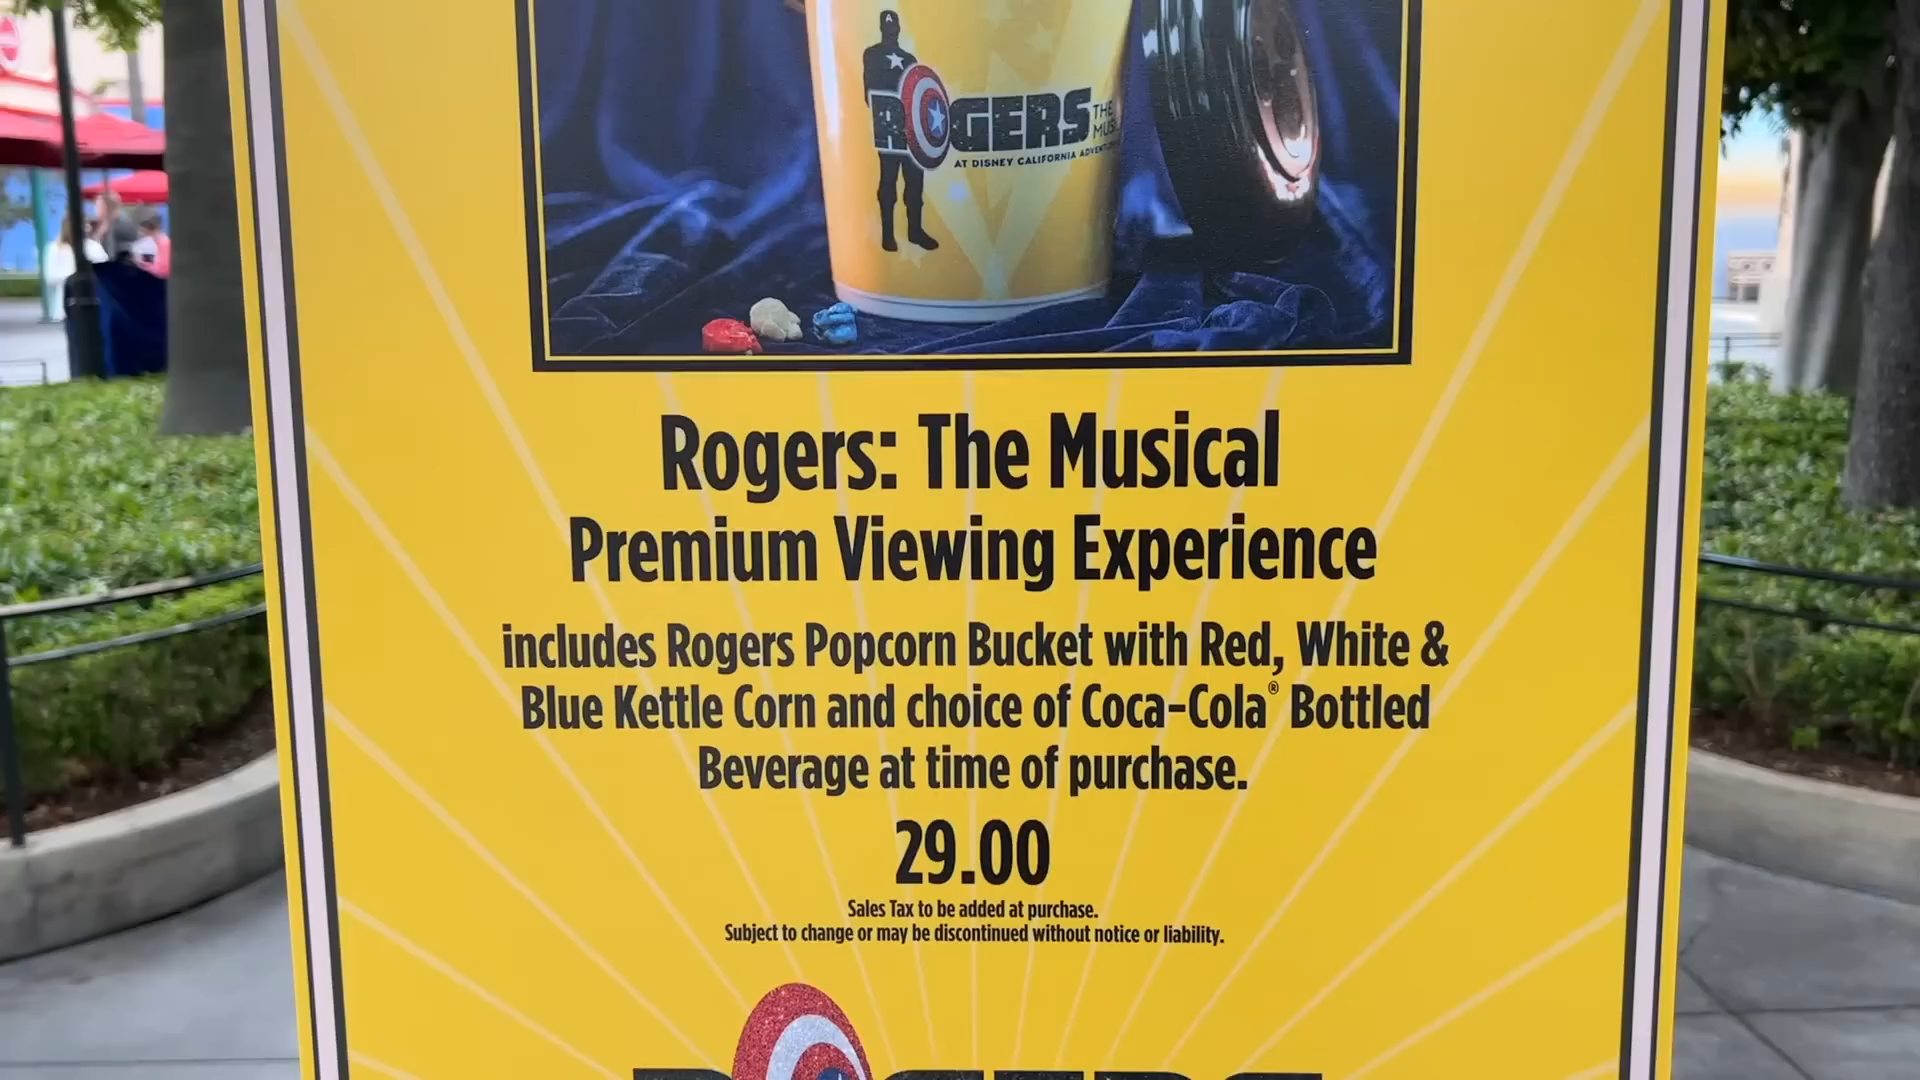 A
ROGERS THE
AT DISNEY CALIFORNIA
Rogers: The Musical
Premium Viewing Experience
includes Rogers Popcorn Bucket with Red, White &
Blue Kettle Corn and choice of Coca-Cola® Bottled
Beverage at time of purchase.
29.00
Sales Tax to be added at purchase.
Subject to change or may be discontinued without notice or liability.